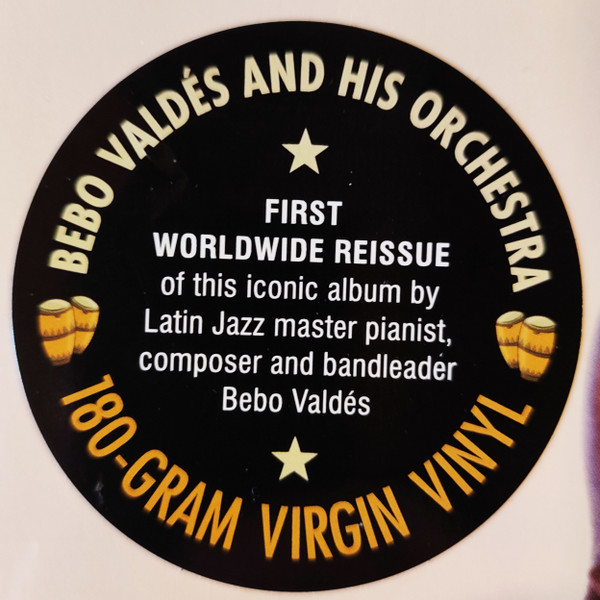 BEBO VALDÉS AND HIS ORCHESTRA
FIRST
WORLDWIDE REISSUE
of this iconic album by
Latin Jazz master pianist,
composer and bandleader
Bebo Valdés
180-GRAM VIRGIN VINYL